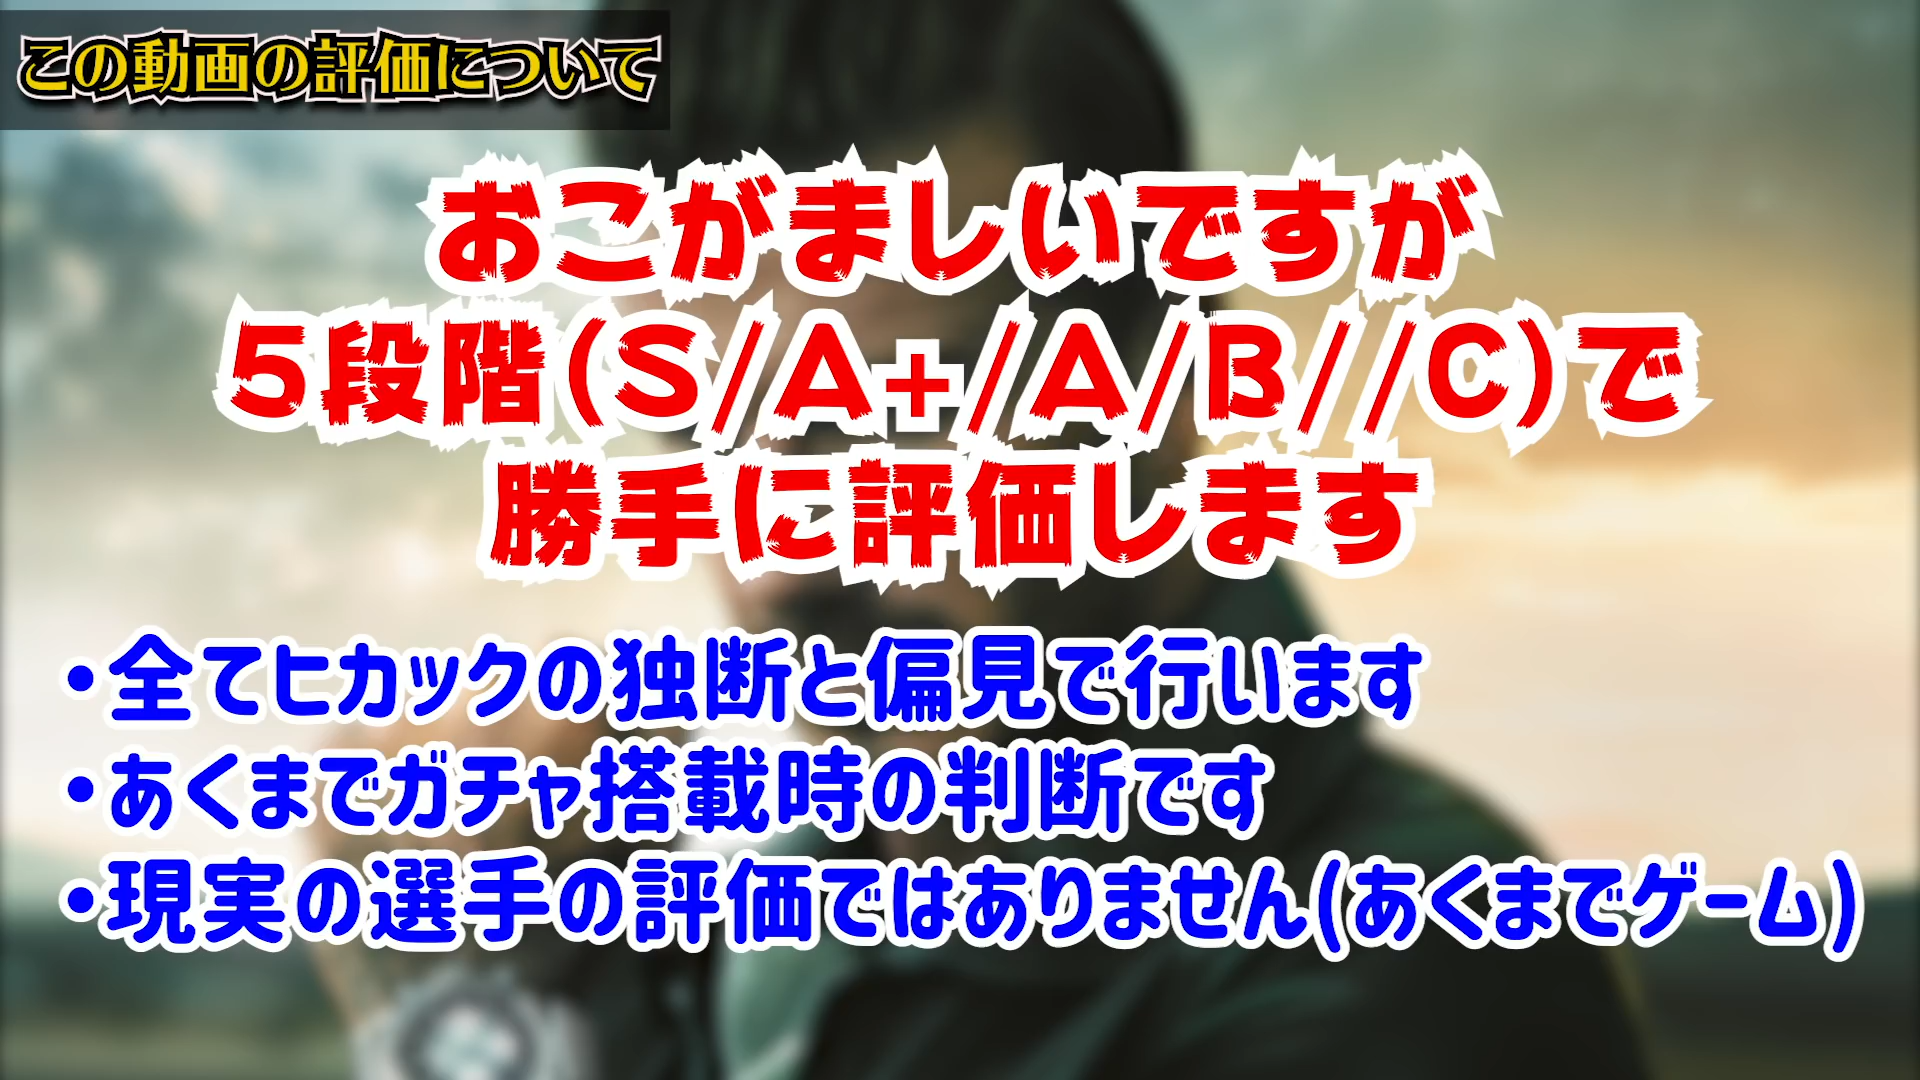 この動画の評価について
おこがましいですが
5段階(S/A+/A/B//C)で
勝手に評価します
・全てヒカックの独断と偏見で行います
・あくまでガチャ搭載時の判断です
・現実の選手の評価ではありません(あくまでゲーム)